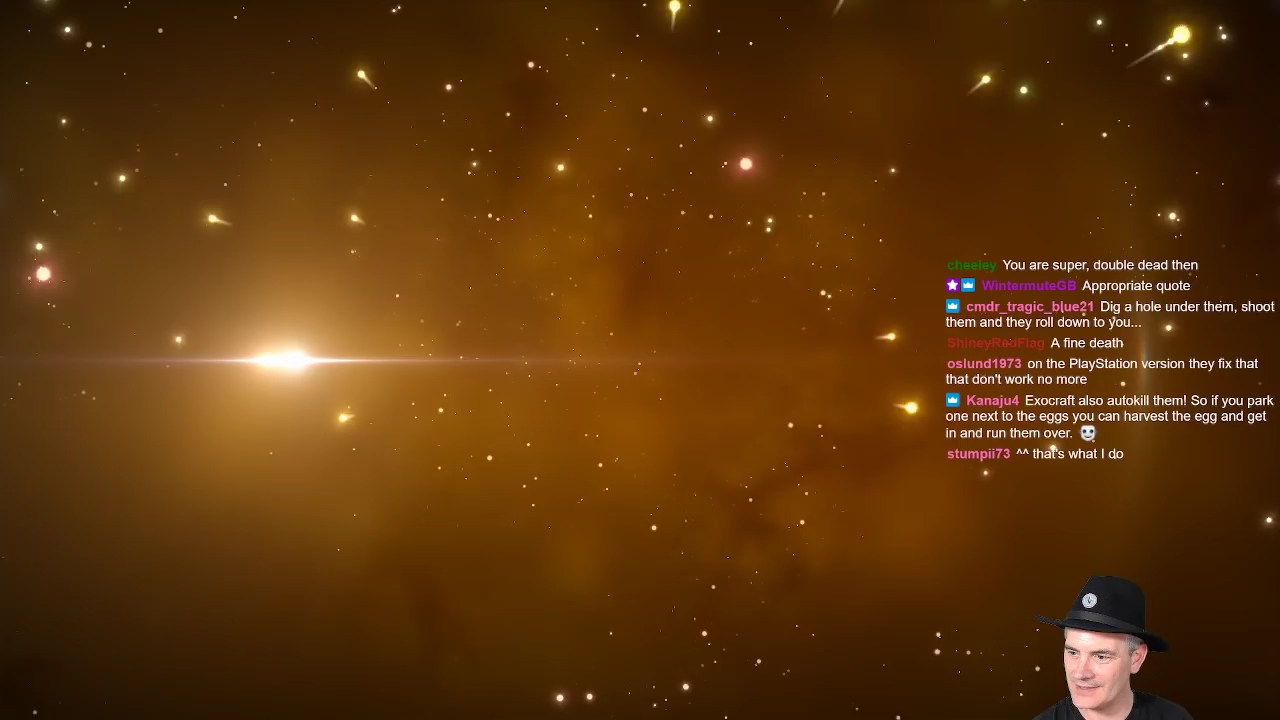 cheeley You are super, double dead then
WintermuteGB Appropriate quote
cmdr_tragic_blue21 Dig a hole under them, shoot
them and they roll down to you...
ShineyRedFlag A fine death
oslund1973 on the PlayStation version they fix that
that don't work no more
Kanaju4 Exocraft also autokill them! So if you park
one next to the eggs you can harvest the egg and get
in and run them over.
stumpii73 ^^ that's what I do